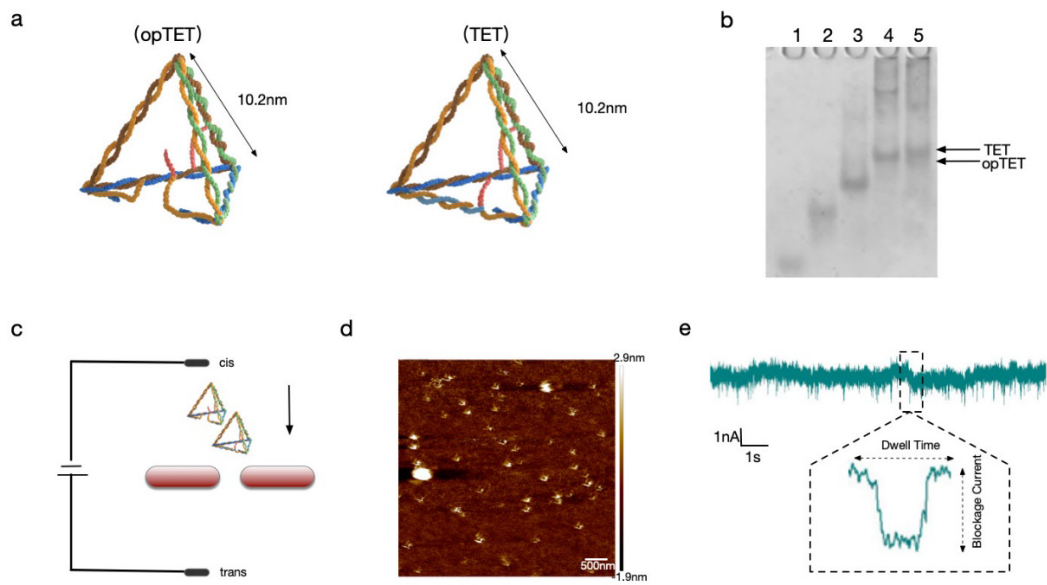 a
(opTET)
10.2nm
(TET)
10.2nm
b
1 2 3 4 5
TET
opTET
c
cis
trans
d
2.9nm
500nm
-1.9nm
e
1nA
1s
Dwell Time
Blockage Current